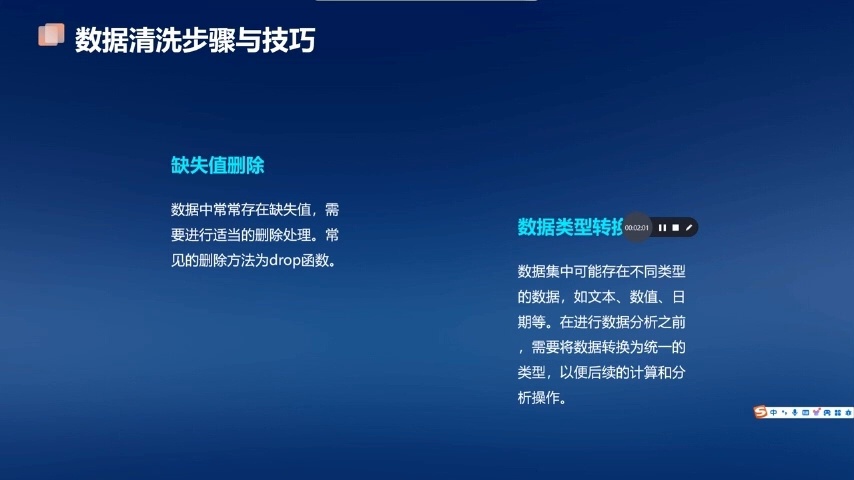 数据清洗步骤与技巧
缺失值删除
数据中常常存在缺失值，需
要进行适当的删除处理。常
见的删除方法为drop函数。
数据类型转换
00:02:01
数据集中可能存在不同类型
的数据，如文本、数值、日
期等。在进行数据分析之前
，需要将数据转换为统一的
类型，以便后续的计算和分
析操作。
中